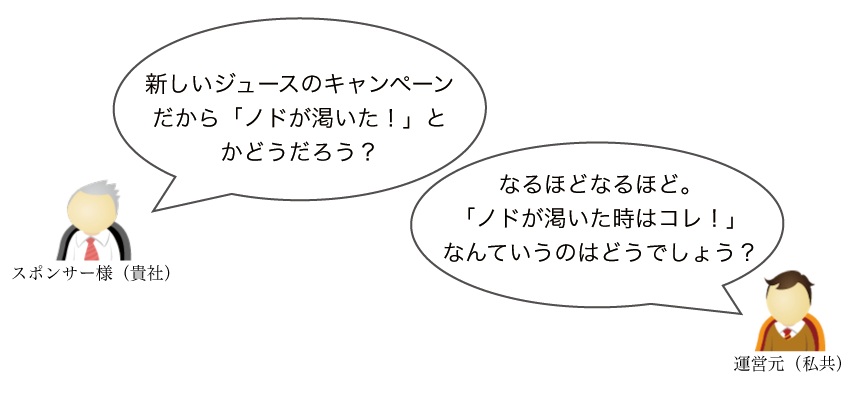 新しいジュースのキャンペーン
だから「ノドが渇いた！」と
かどうだろう？
スポンサー様（貴社）
なるほどなるほど。
「ノドが渇いた時はコレ！」
なんていうのはどうでしょう？
運営元（私共）